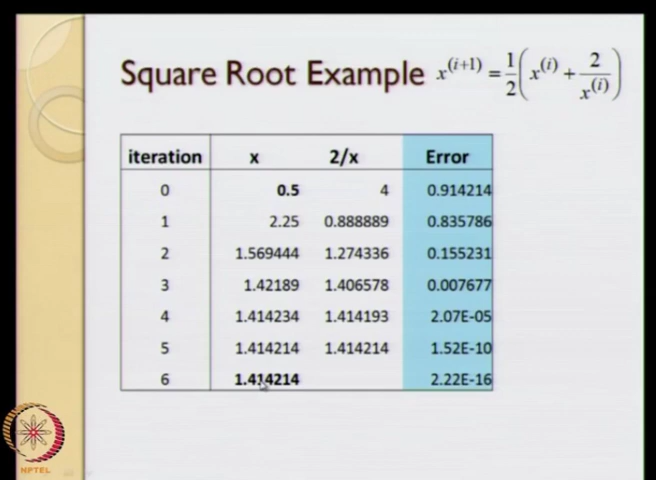 Square Root Example x^(i+1) = 1/2 ( x^(i) + 2/x^(i) )
iteration x 2/x Error
0 0.5 4 0.914214
1 2.25 0.888889 0.835786
2 1.569444 1.274336 0.155231
3 1.42189 1.406578 0.007677
4 1.414234 1.414193 2.07E-05
5 1.414214 1.414214 1.52E-10
6 1.414214 2.22E-16
NPTEL